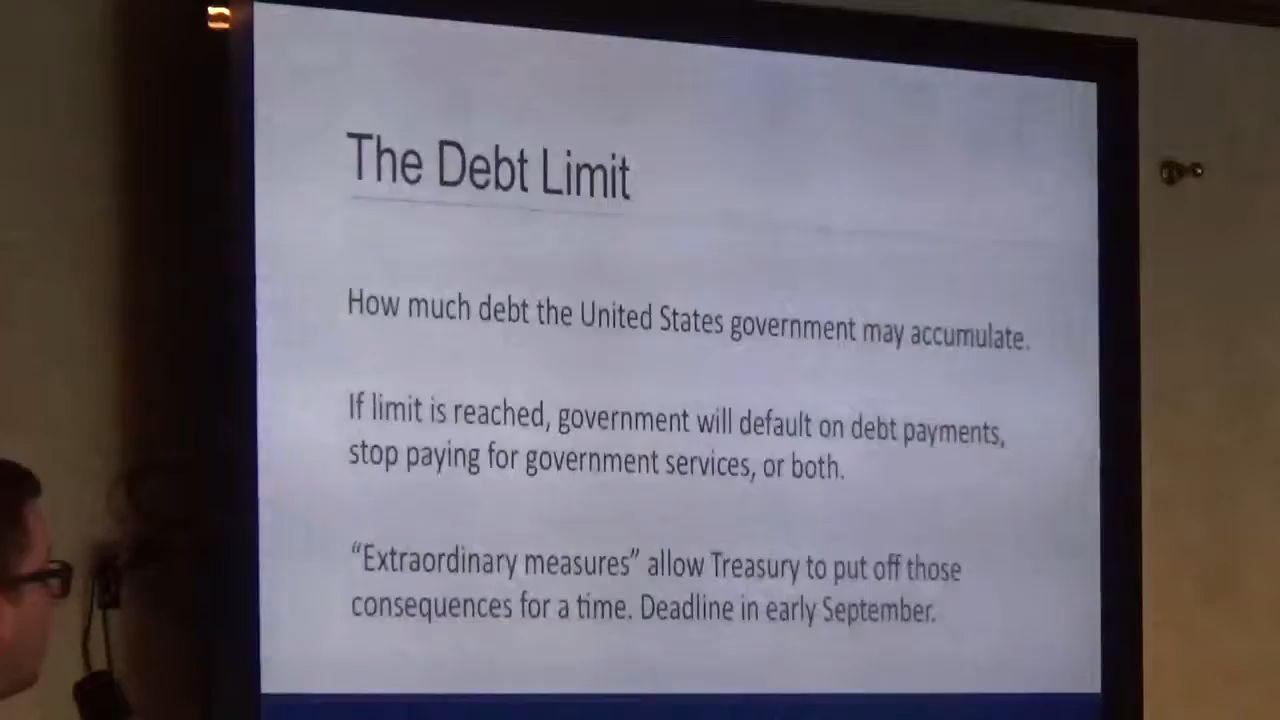 The Debt Limit
How much debt the United States government may accumulate.
If limit is reached, government will default on debt payments,
stop paying for government services, or both.
“Extraordinary measures” allow Treasury to put off those
consequences for a time. Deadline in early September.